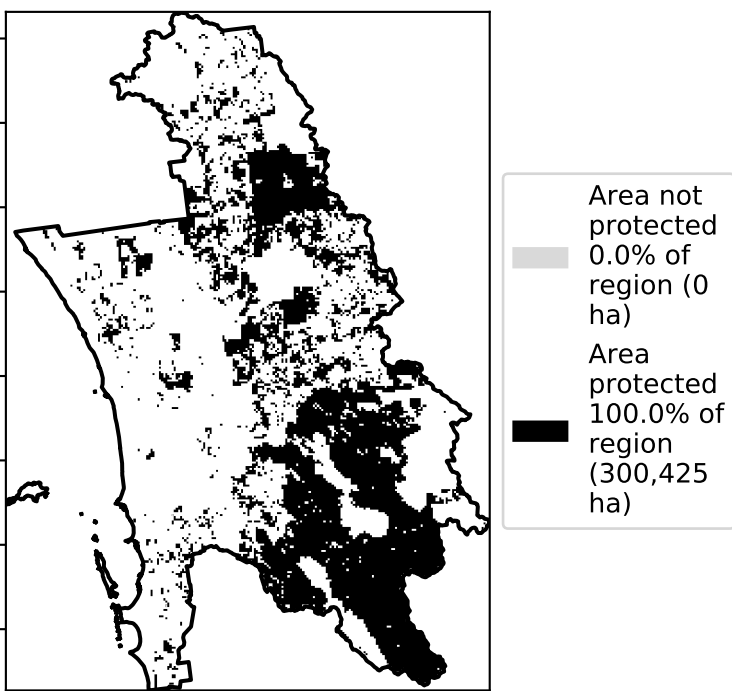 Area not
protected
0.0% of
region (0
ha)
Area
protected
100.0% of
region
(300,425
ha)